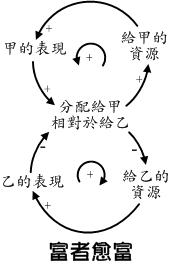 +
給甲的
資源
甲的表現
+
+
+
分配給甲
相對於給乙
-
-
乙的表現
+
給乙的
資源
+
+
富者愈富